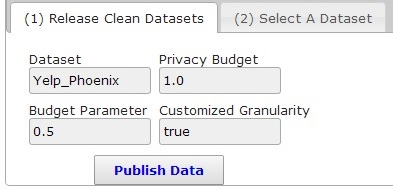 (1) Release Clean Datasets (2) Select A Dataset
Dataset Privacy Budget
Yelp_Phoenix 1.0
Budget Parameter Customized Granularity
0.5 true
Publish Data